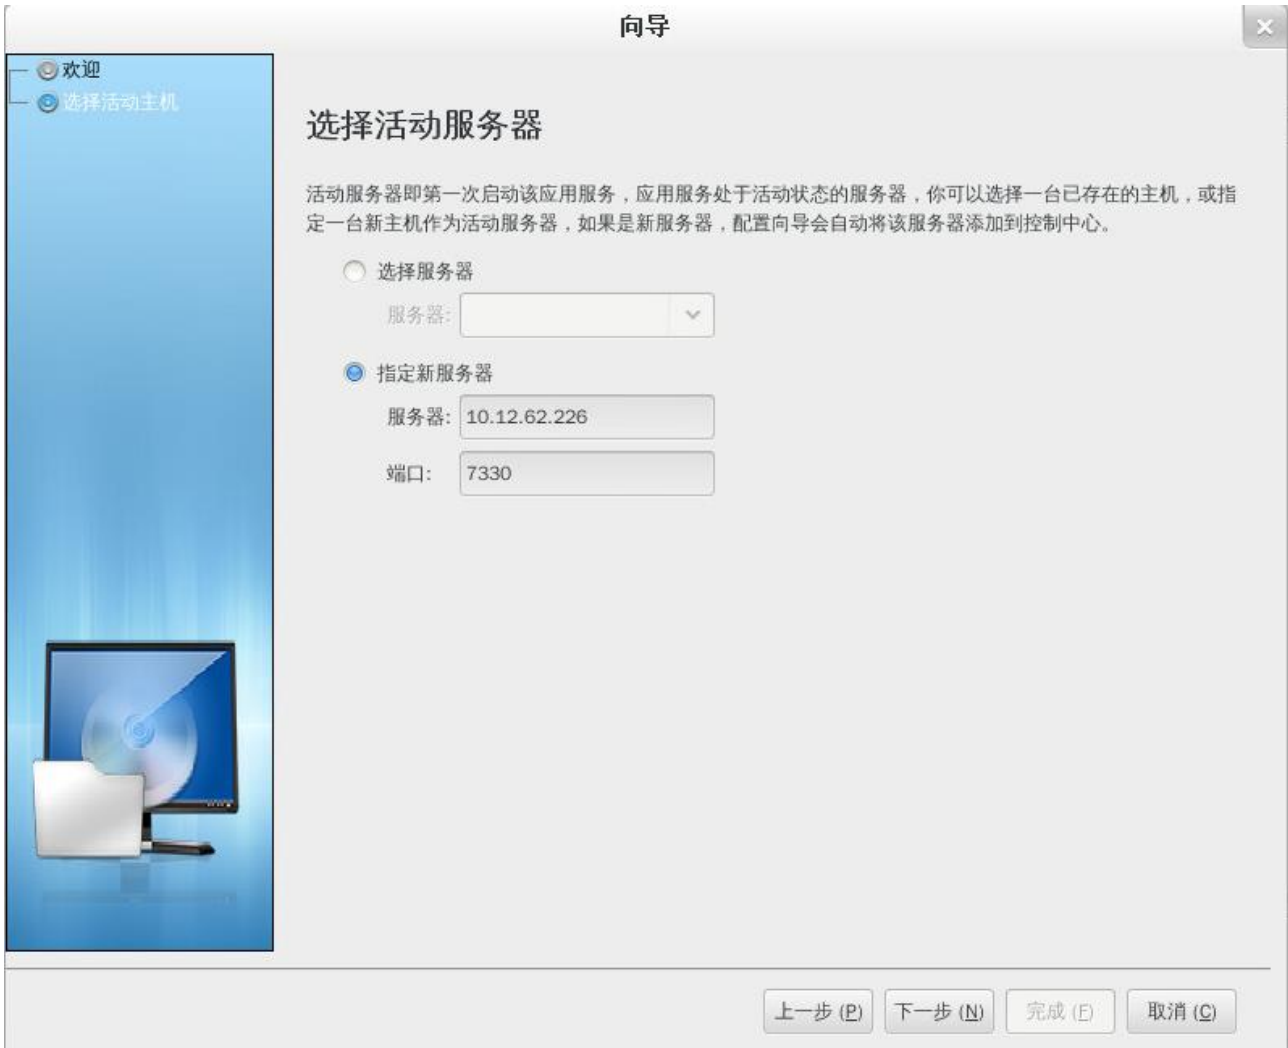 向导
欢迎
选择活动主机
选择活动服务器
活动服务器即第一次启动该应用服务，应用服务处于活动状态的服务器，你可以选择一台已存在的主机，或指
定一台新主机作为活动服务器，如果是新服务器，配置向导会自动将该服务器添加到控制中心。
选择服务器
服务器:
指定新服务器
服务器: 10.12.62.226
端口: 7330
上一步 (P) 下一步 (N) 完成 (F) 取消 (C)